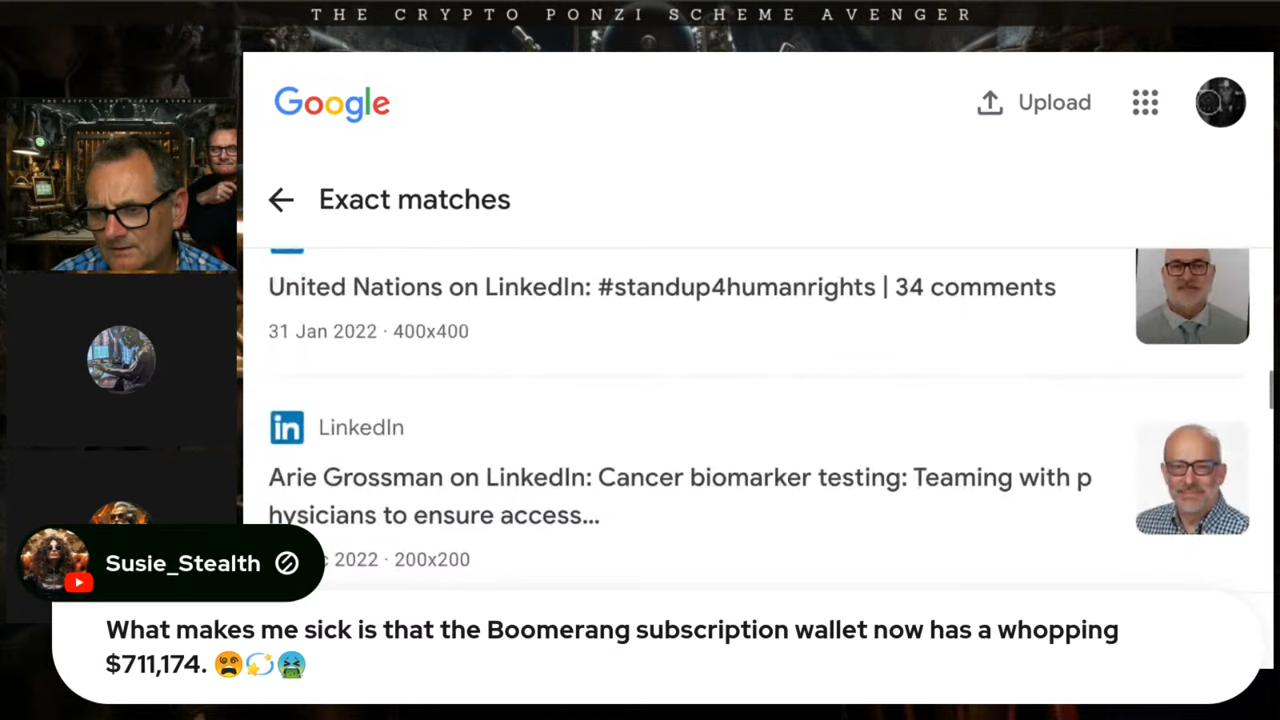 THE CRYPTO PONZI SCHEME AVENGER
Google
Upload
Exact matches
United Nations on LinkedIn: #standup4humanrights | 34 comments
31 Jan 2022 · 400x400
in LinkedIn
Arie Grossman on LinkedIn: Cancer biomarker testing: Teaming with p
hysicians to ensure access...
2022 · 200x200
Susie_Stealth
What makes me sick is that the Boomerang subscription wallet now has a whopping
$711,174. 😫💫🤮